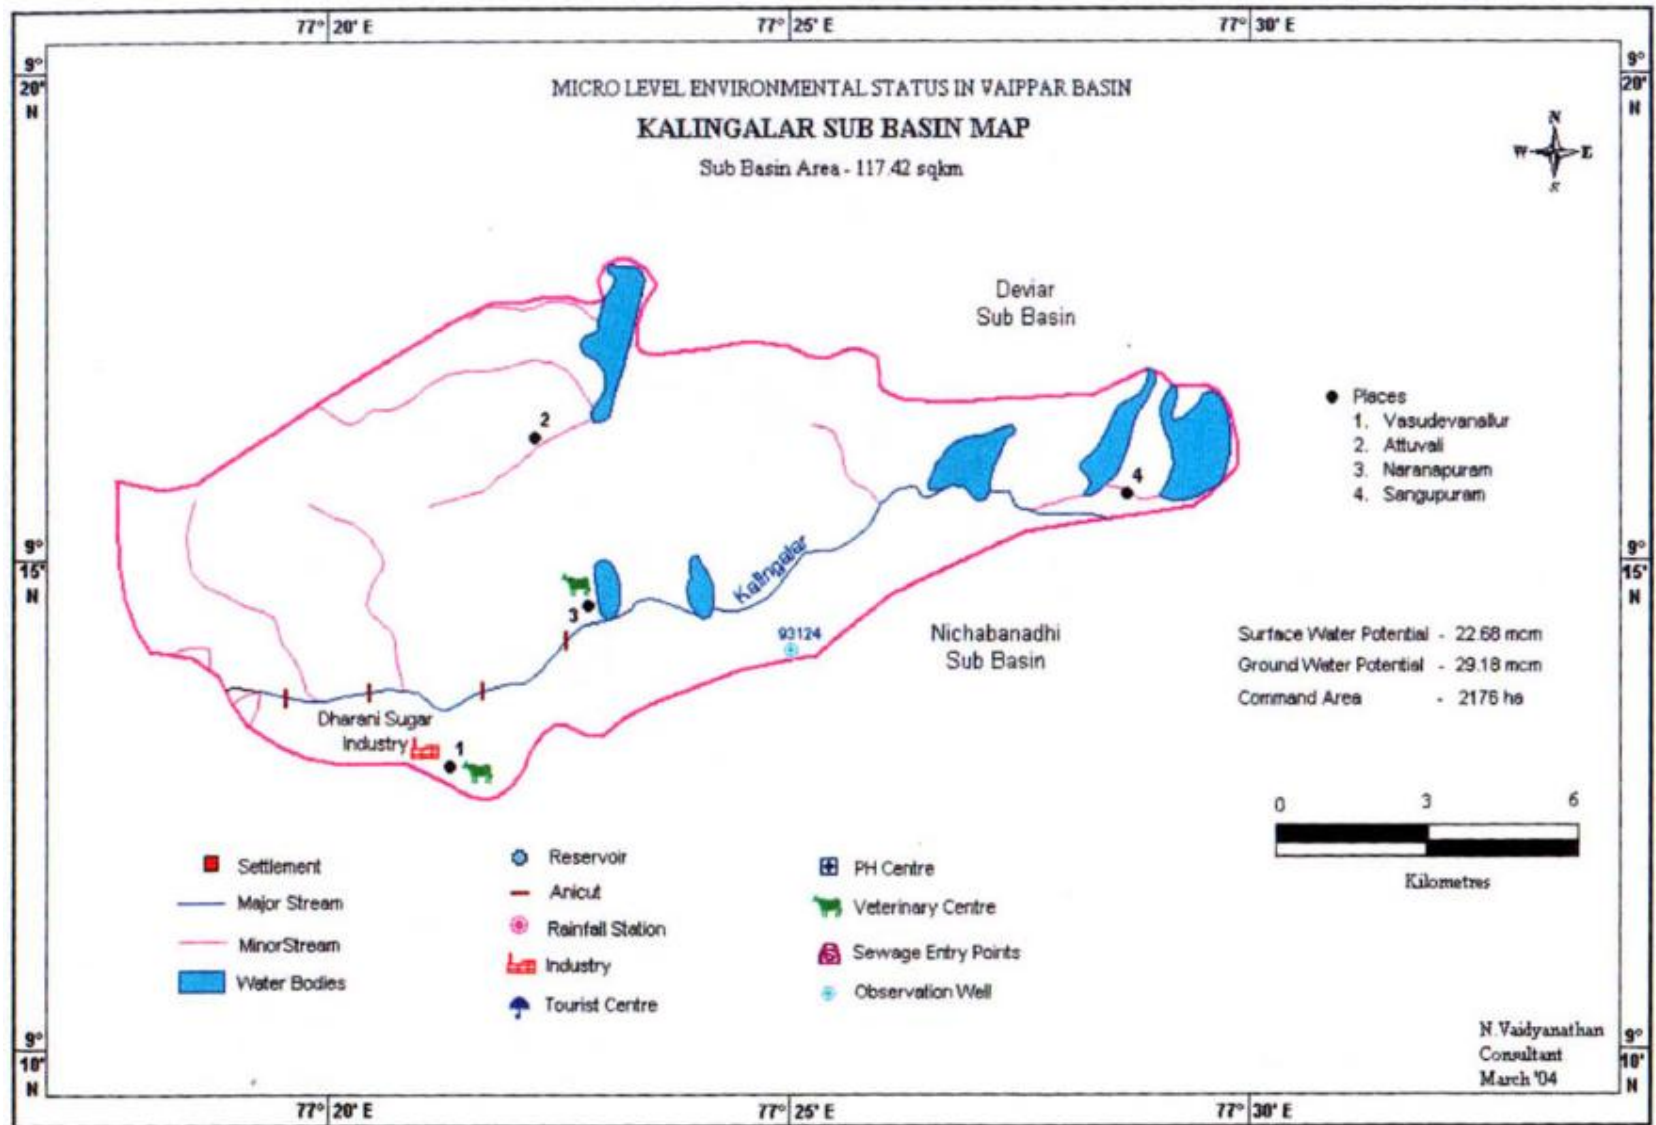 77° 20' E 77° 25' E 77° 30' E
9°
20'
N
9°
20'
N
MICRO LEVEL ENVIRONMENTAL STATUS IN VAIPPAR BASIN
KALINGALAR SUB BASIN MAP
Sub Basin Area - 117.42 sqkm
N
W E
S
Deviar
Sub Basin
Places
1. Vasudevanallur
2. Attuvali
3. Naranapuram
4. Sangupuram
2
4
9°
15'
N
9°
15'
N
Kalingalar
3
93124
Nichabanadhi
Sub Basin
Surface Water Potential - 22.68 mcm
Ground Water Potential - 29.18 mcm
Command Area - 2176 ha
Dharani Sugar
Industry
1
0 3 6
Kilometres
Settlement
Major Stream
MinorStream
Water Bodies
Reservoir
Anicut
Rainfall Station
Industry
Tourist Centre
PH Centre
Veterinary Centre
Sewage Entry Points
Observation Well
N.Vaidyanathan
Consultant
March '04
9°
10'
N
9°
10'
N
77° 20' E 77° 25' E 77° 30' E